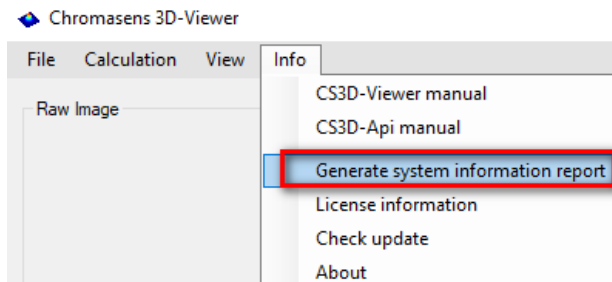 Chromasens 3D-Viewer
File Calculation View Info
Raw Image
CS3D-Viewer manual
CS3D-Api manual
Generate system information report
License information
Check update
About